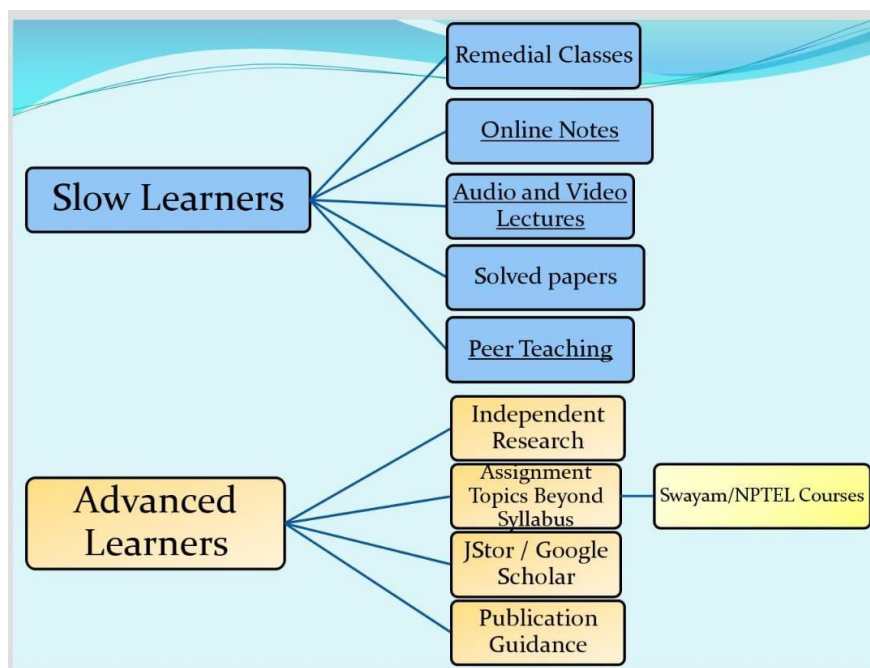 Remedial Classes
Online Notes
Slow Learners
Audio and Video
Lectures
Solved papers
Peer Teaching
Independent
Research
Advanced
Learners
Assignment
Topics Beyond
Syllabus
Swayam/NPTEL Courses
JStor / Google
Scholar
Publication
Guidance